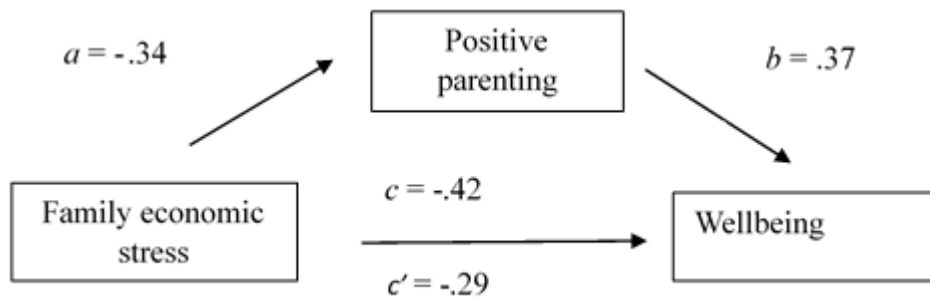 a = -.34
Positive
parenting
b = .37
Family economic
stress
c = -.42
c′ = -.29
Wellbeing